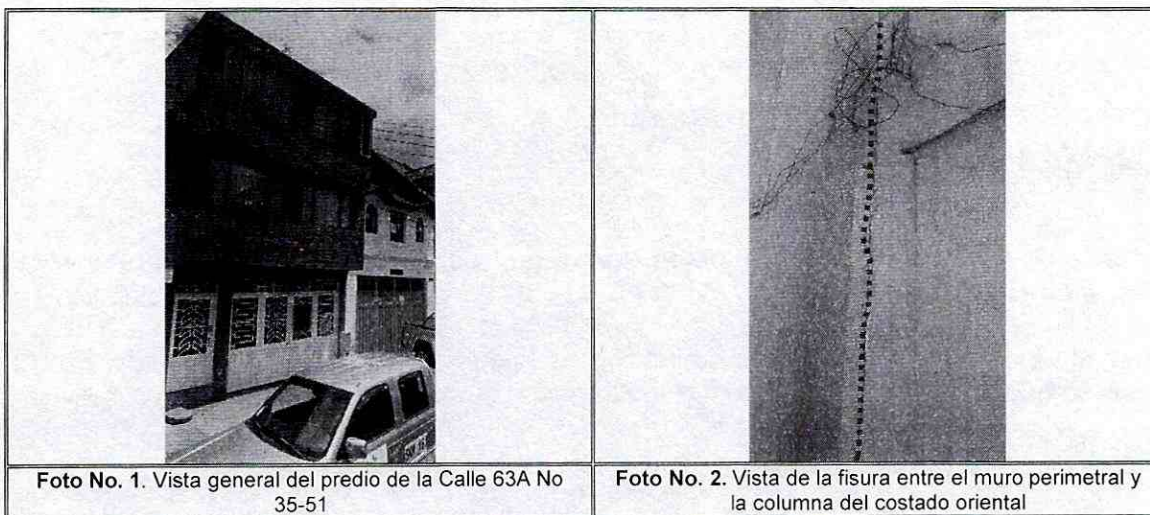 Foto No. 1. Vista general del predio de la Calle 63A No
35-51
Foto No. 2. Vista de la fisura entre el muro perimetral y
la columna del costado oriental